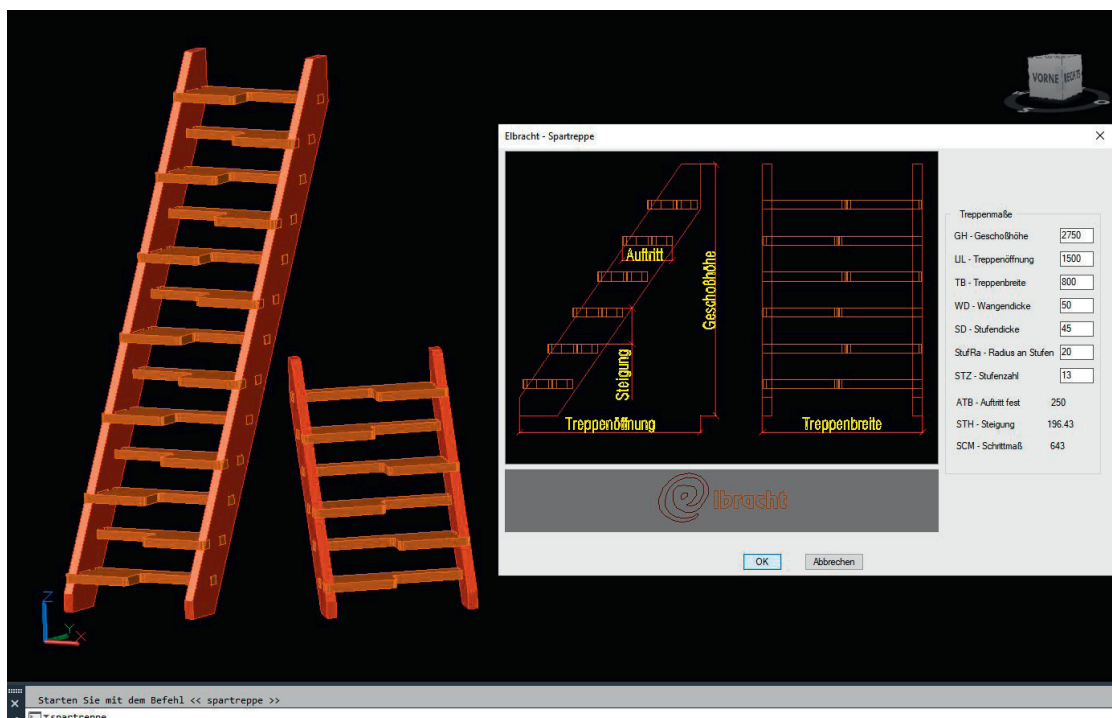 VORNE
RECHTS
Elbracht - Spartreppe
Auftritt
Steigung
Geschoßhöhe
Treppenöffnung
Treppenbreite
Treppenmaße
GH - Geschoßhöhe 2750
LIL - Treppenöffnung 1500
TB - Treppenbreite 800
WD - Wangendicke 50
SD - Stufendicke 45
StufRa - Radius an Stufen 20
STZ - Stufenzahl 13
ATB - Auftritt fest 250
STH - Steigung 196.43
SCM - Schrittmaß 643
@lbracht
OK Abbrechen
Z
Y
X
Starten Sie mit dem Befehl << spartreppe >>
spartreppe